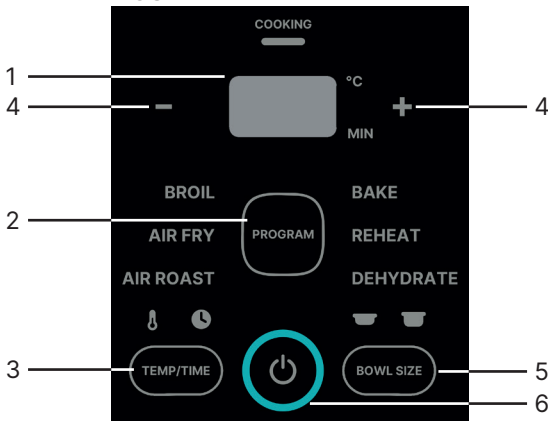 COOKING
1
°C
4
4
MIN
BROIL
BAKE
2
PROGRAM
AIR FRY
REHEAT
AIR ROAST
DEHYDRATE
3
TEMP/TIME
BOWL SIZE
5
6